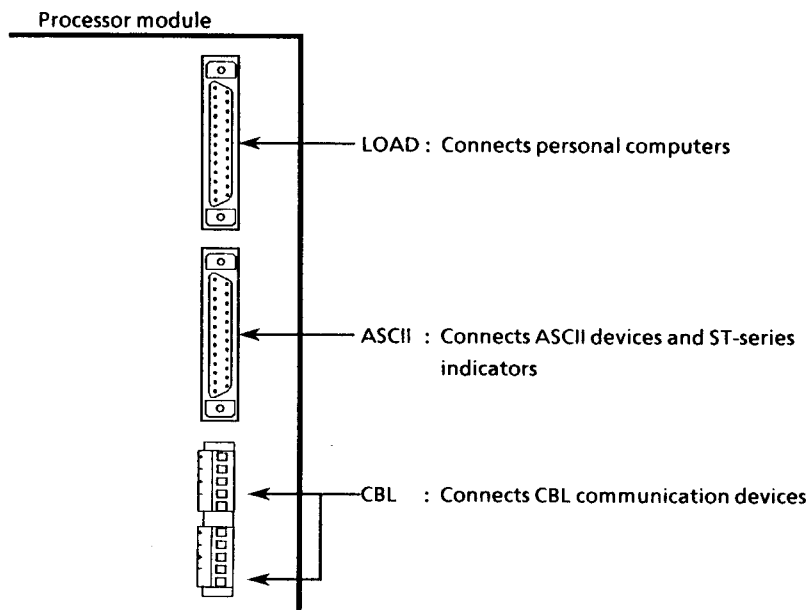 Processor module
LOAD : Connects personal computers
ASCII : Connects ASCII devices and ST-series
indicators
CBL : Connects CBL communication devices